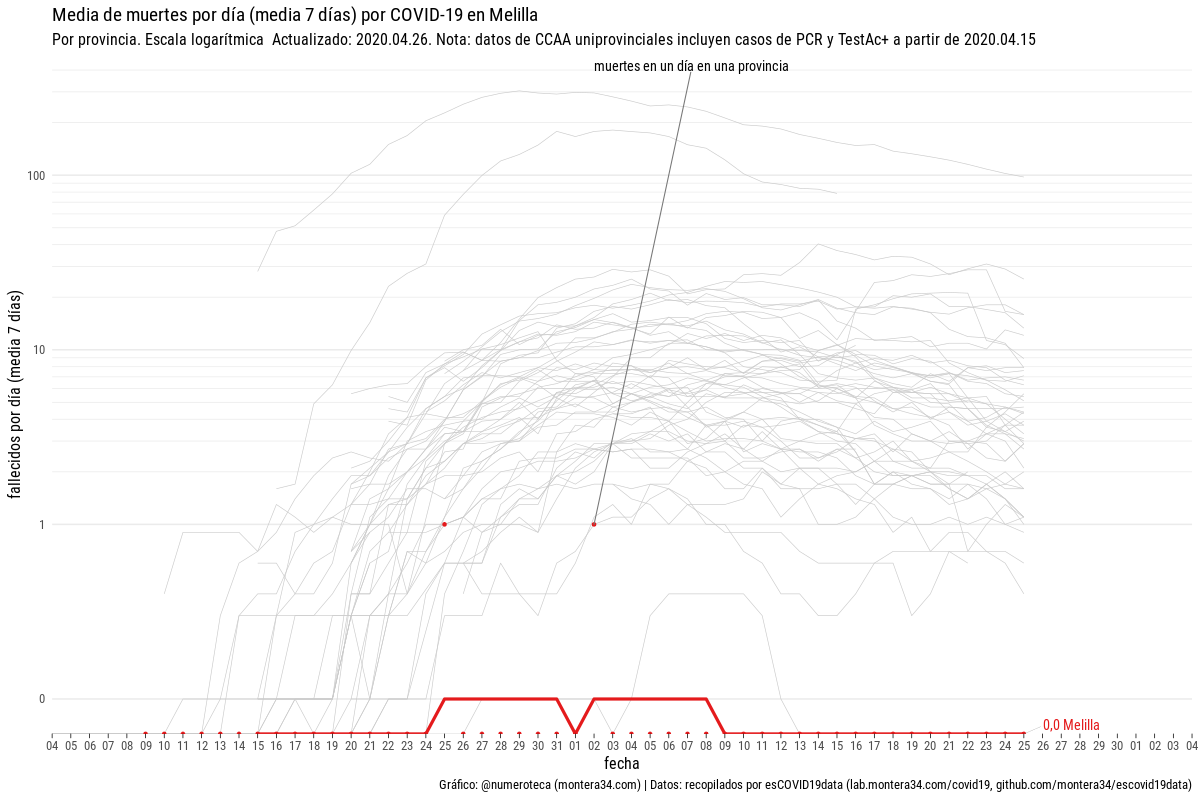 Media de muertes por día (media 7 días) por COVID-19 en Melilla
Por provincia. Escala logarítmica  Actualizado: 2020.04.26. Nota: datos de CCAA uniprovinciales incluyen casos de PCR y TestAc+ a partir de 2020.04.15
muertes en un día en una provincia
fallecidos por día (media  7 días)
100
10
1
0
0,0 Melilla
04 05 06 07 08 09 10 11 12 13 14 15 16 17 18 19 20 21 22 23 24 25 26 27 28 29 30 31 01 02 03 04 05 06 07 08 09 10 11 12 13 14 15 16 17 18 19 20 21 22 23 24 25 26 27 28 29 30 01 02 03 04
fecha
Gráfico: @numeroteca (montera34.com) | Datos: recopilados por esCOVID19data (lab.montera34.com/covid19, github.com/montera34/escovid19data)